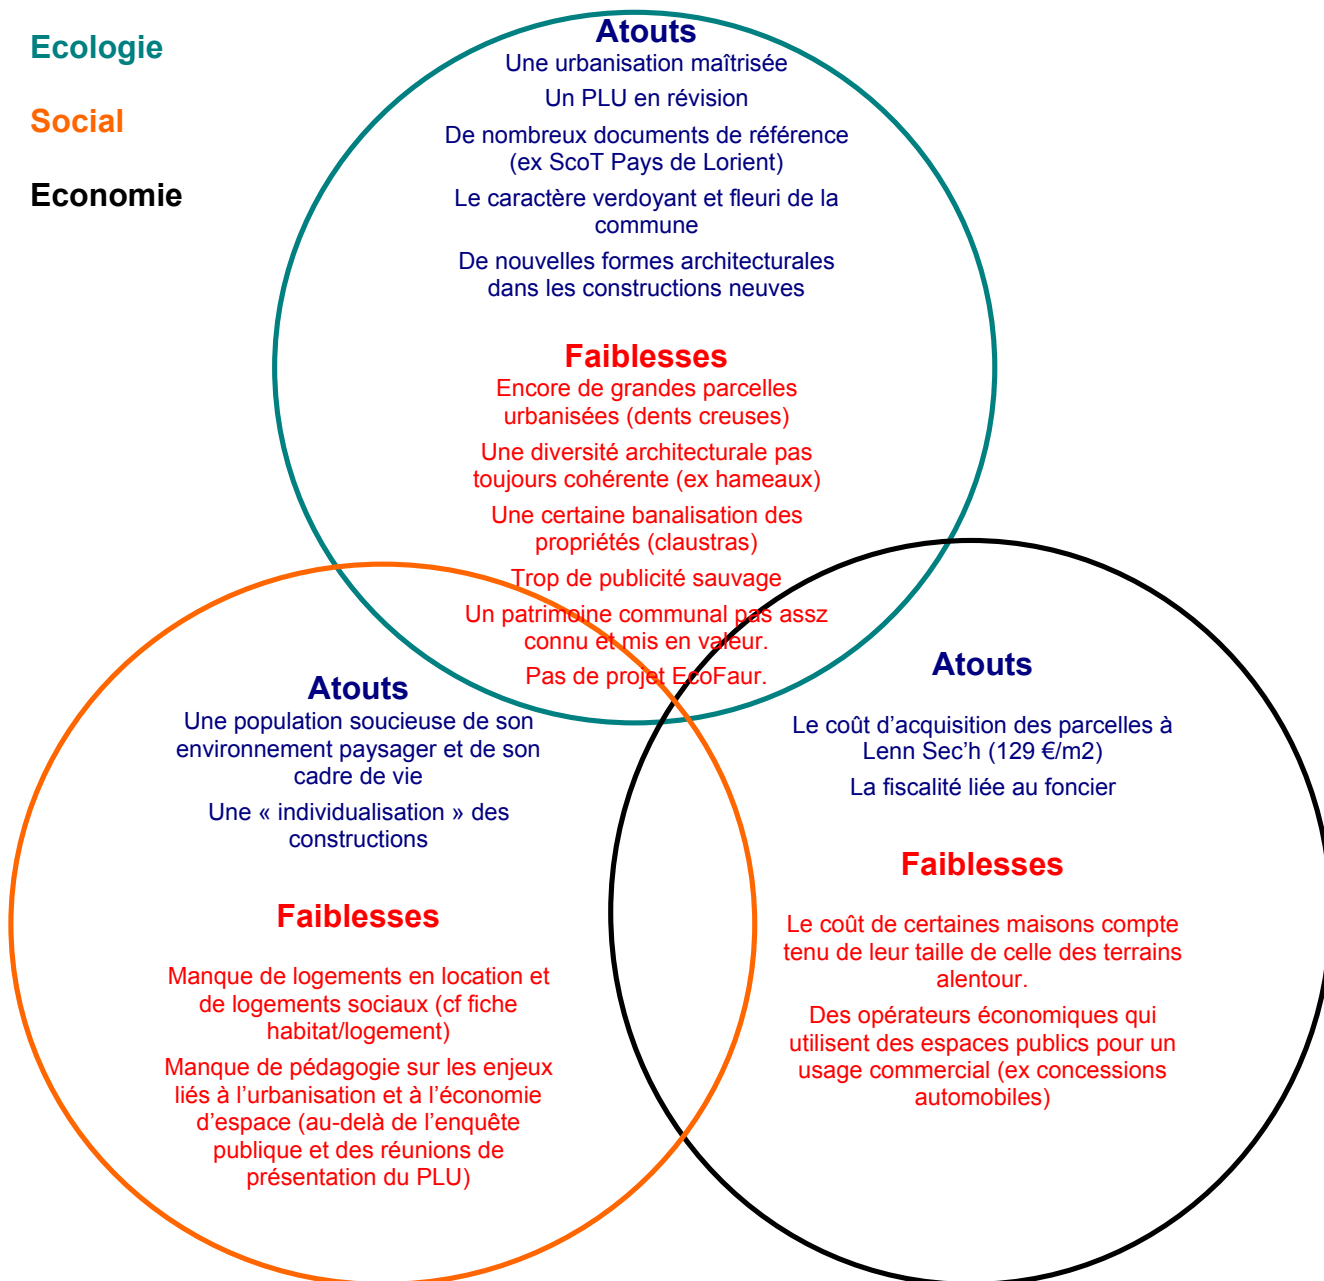 Ecologie
Social
Economie
Atouts
Une urbanisation maîtrisée
Un PLU en révision
De nombreux documents de référence
(ex ScoT Pays de Lorient)
Le caractère verdoyant et fleuri de la
commune
De nouvelles formes architecturales
dans les constructions neuves
Faiblesses
Encore de grandes parcelles
urbanisées (dents creuses)
Une diversité architecturale pas
toujours cohérente (ex hameaux)
Une certaine banalisation des
propriétés (claustras)
Trop de publicité sauvage
Un patrimoine communal pas assz
connu et mis en valeur.
Pas de projet EcoFaur.
Atouts
Une population soucieuse de son
environnement paysager et de son
cadre de vie
Une « individualisation » des
constructions
Faiblesses
Manque de logements en location et
de logements sociaux (cf fiche
habitat/logement)
Manque de pédagogie sur les enjeux
liés à l’urbanisation et à l’économie
d’espace (au-delà de l’enquête
publique et des réunions de
présentation du PLU)
Atouts
Le coût d’acquisition des parcelles à
Lenn Sec’h (129 €/m2)
La fiscalité liée au foncier
Faiblesses
Le coût de certaines maisons compte
tenu de leur taille de celle des terrains
alentour.
Des opérateurs économiques qui
utilisent des espaces publics pour un
usage commercial (ex concessions
automobiles)